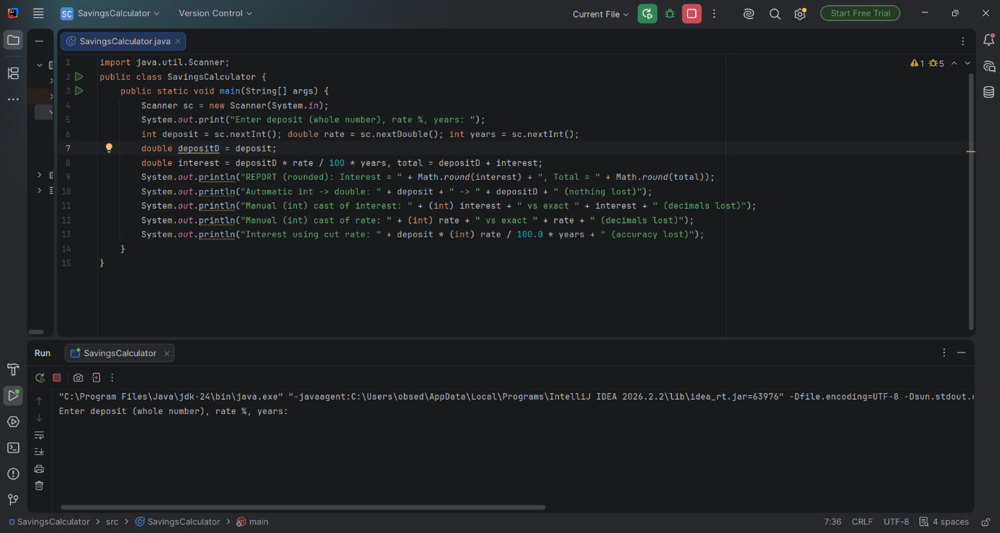 SC SavingsCalculator Version Control Current File Start Free Trial
SavingsCalculator.java
1 5
1 import java.util.Scanner;
2 public class SavingsCalculator {
3 public static void main(String[] args) {
4 Scanner sc = new Scanner(System.in);
5 System.out.print("Enter deposit (whole number), rate %, years: ");
6 int deposit = sc.nextInt(); double rate = sc.nextDouble(); int years = sc.nextInt();
7 double depositD = deposit;
8 double interest = depositD * rate / 100 * years, total = depositD + interest;
9 System.out.println("REPORT (rounded): Interest = " + Math.round(interest) + ", Total = " + Math.round(total));
10 System.out.println("Automatic int -> double: " + deposit + " -> " + depositD + " (nothing lost)");
11 System.out.println("Manual (int) cast of interest: " + (int) interest + " vs exact " + interest + " (decimals lost)");
12 System.out.println("Manual (int) cast of rate: " + (int) rate + " vs exact " + rate + " (decimals lost)");
13 System.out.println("Interest using cut rate: " + deposit * (int) rate / 100.0 * years + " (accuracy lost)");
14 }
15 }
Run SavingsCalculator
"C:\Program Files\Java\jdk-24\bin\java.exe" "-javaagent:C:\Users\obsed\AppData\Local\Programs\IntelliJ IDEA 2026.2.2\lib\idea_rt.jar=63976" -Dfile.encoding=UTF-8 -Dsun.stdout.e
Enter deposit (whole number), rate %, years:
SavingsCalculator > src > SavingsCalculator > main 7:36 CRLF UTF-8 4 spaces